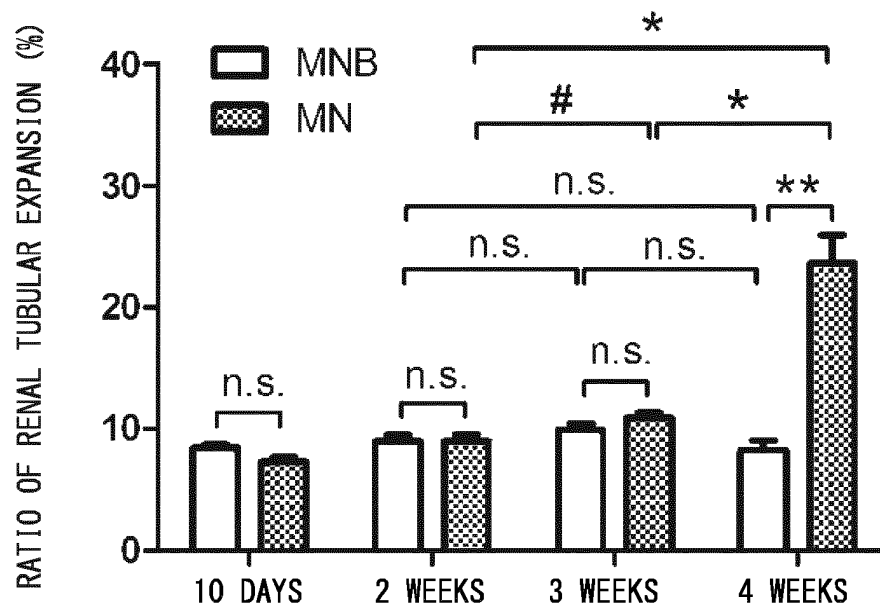 RATIO OF RENAL TUBULAR EXPANSION (%)
40
30
20
10
0
MNB
MN
*
#
*
n.s.
**
n.s.
n.s.
n.s.
n.s.
n.s.
10 DAYS
2 WEEKS
3 WEEKS
4 WEEKS